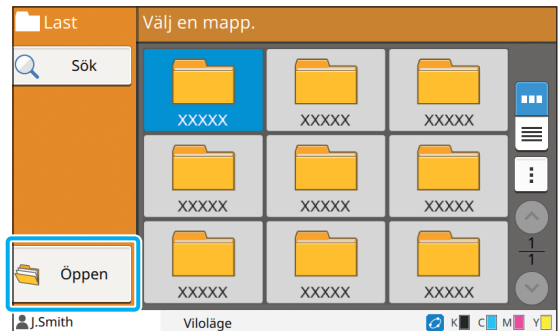 Last
Välj en mapp.
Sök
XXXXX XXXXX XXXXX
XXXXX XXXXX XXXXX
1
1
Öppen
XXXXX XXXXX XXXXX
J.Smith
Viloläge
K C M Y